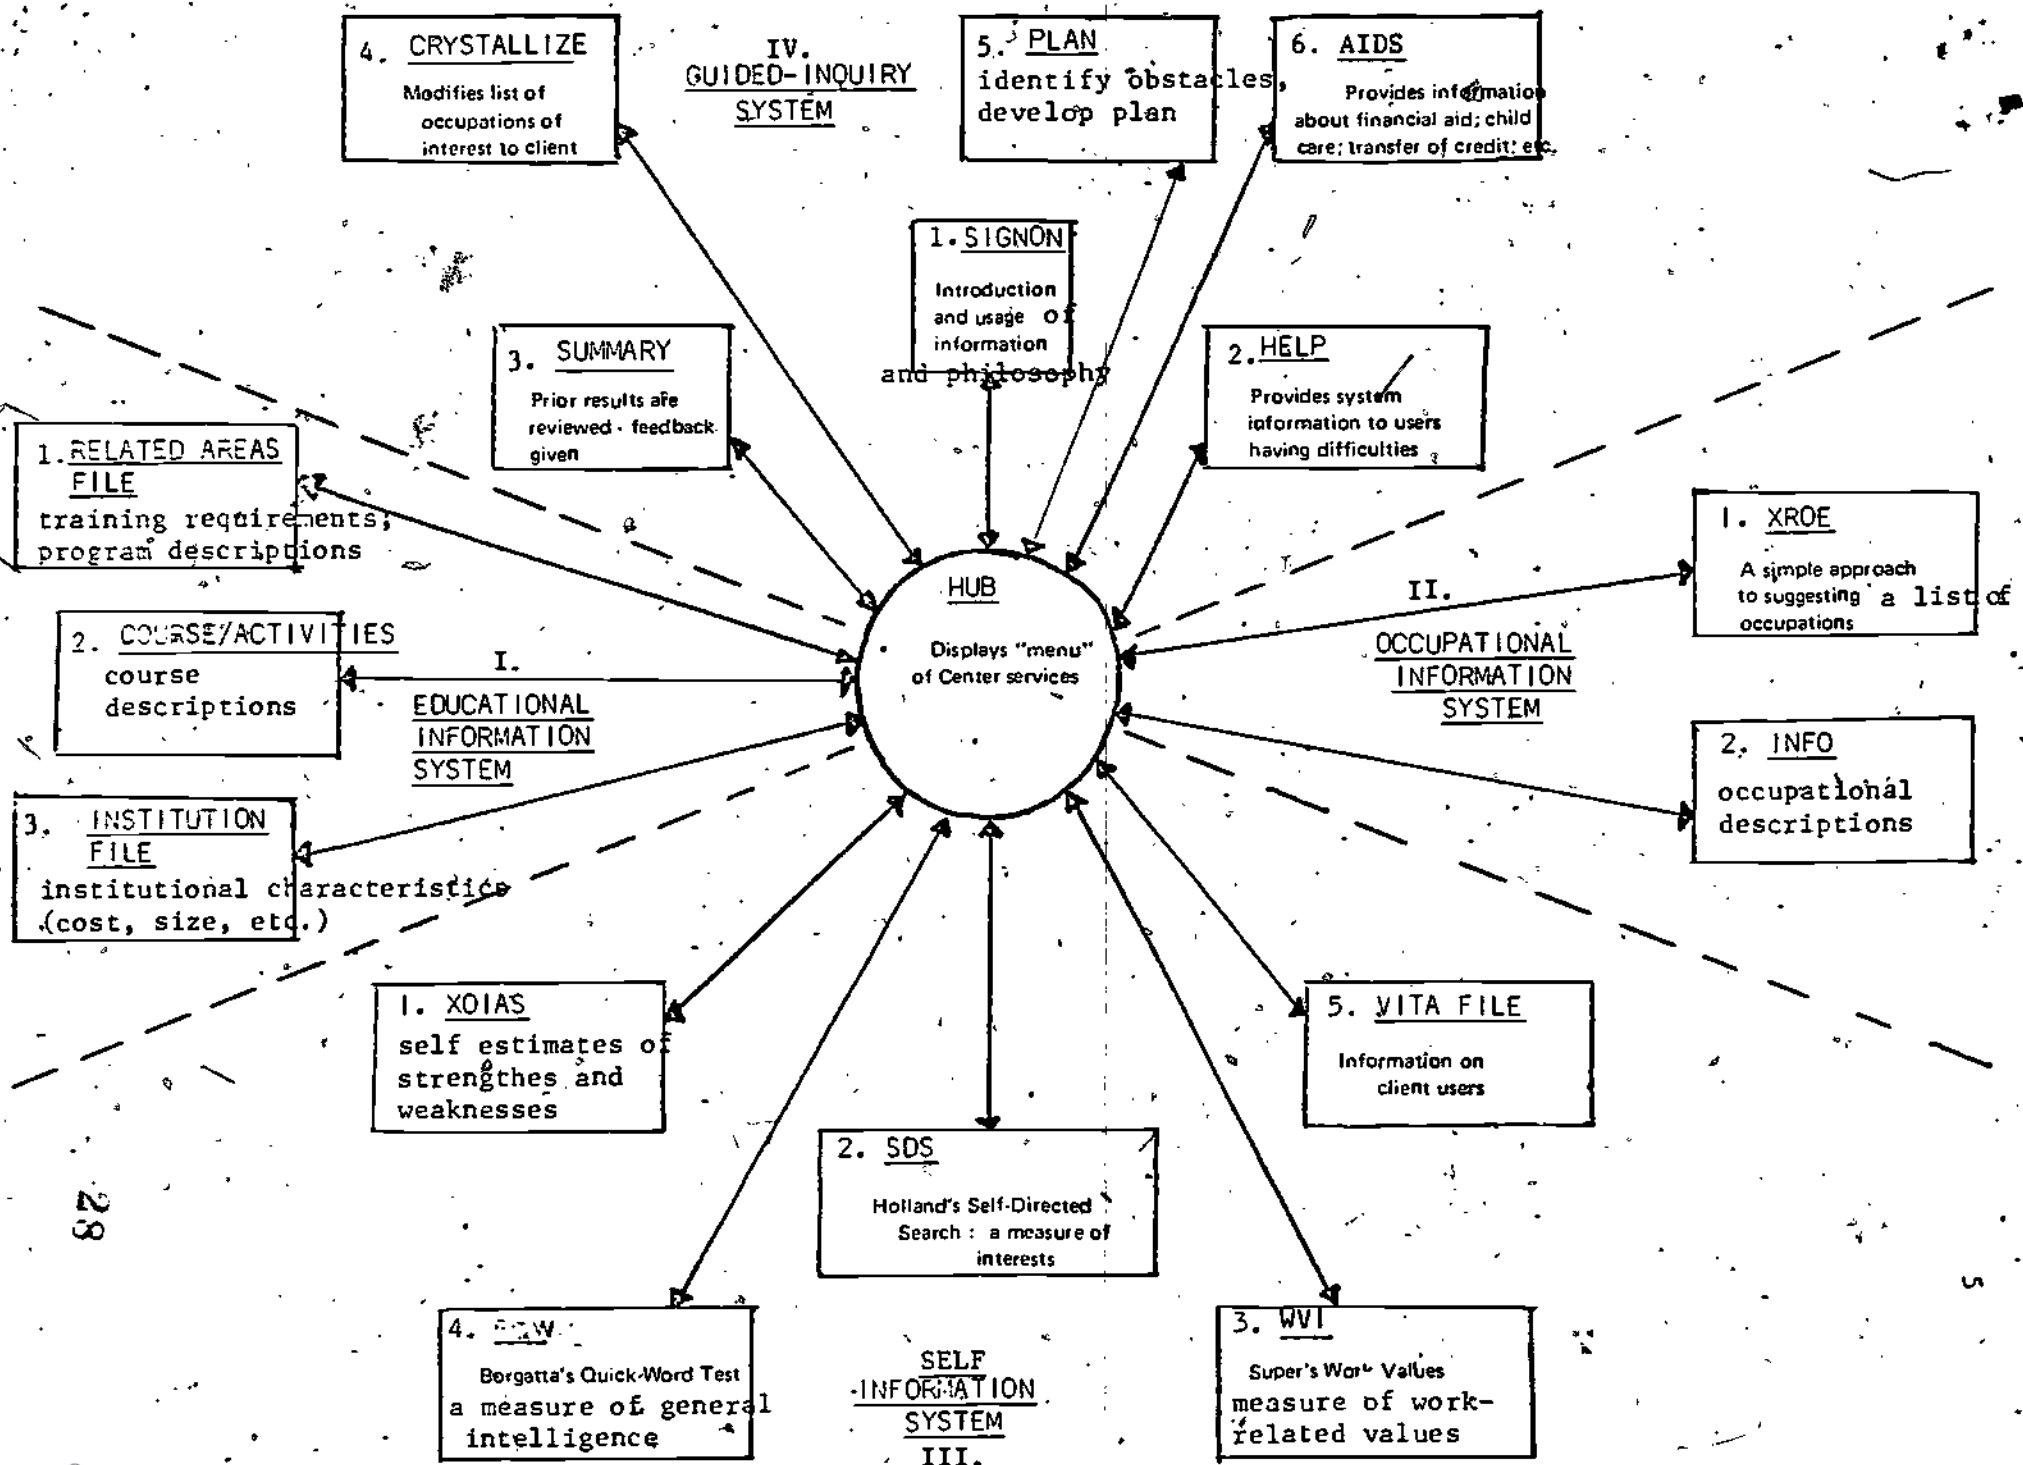 4. CRYSTALLIZE
Modifies list of
occupations of
interest to client
IV.
GUIDED-INQUIRY
SYSTEM
5. PLAN
identify obstacles,
develop plan
6. AIDS
Provides information
about financial aid; child
care; transfer of credit; etc.
1. SIGNON
Introduction
and usage of
information
and philosophy
3. SUMMARY
Prior results are
reviewed - feedback
given
2. HELP
Provides system
information to users
having difficulties
1. RELATED AREAS
FILE
training requirements,
program descriptions
2. COURSE/ACTIVITIES
course
descriptions
3. INSTITUTION
FILE
institutional characteristics
(cost, size, etc.)
I.
EDUCATIONAL
INFORMATION
SYSTEM
HUB
Displays "menu"
of Center services
II.
OCCUPATIONAL
INFORMATION
SYSTEM
1. XROE
A simple approach
to suggesting a list of
occupations
2. INFO
occupational
descriptions
1. XOIAS
self estimates of
strengthes and
weaknesses
5. VITA FILE
Information on
client users
2. SDS
Holland's Self-Directed
Search : a measure of
interests
4.
Borgatta's Quick-Word Test
a measure of general
intelligence
3. WVI
Super's Work Values
measure of work-
related values
SELF
INFORMATION
SYSTEM
III.
28
5